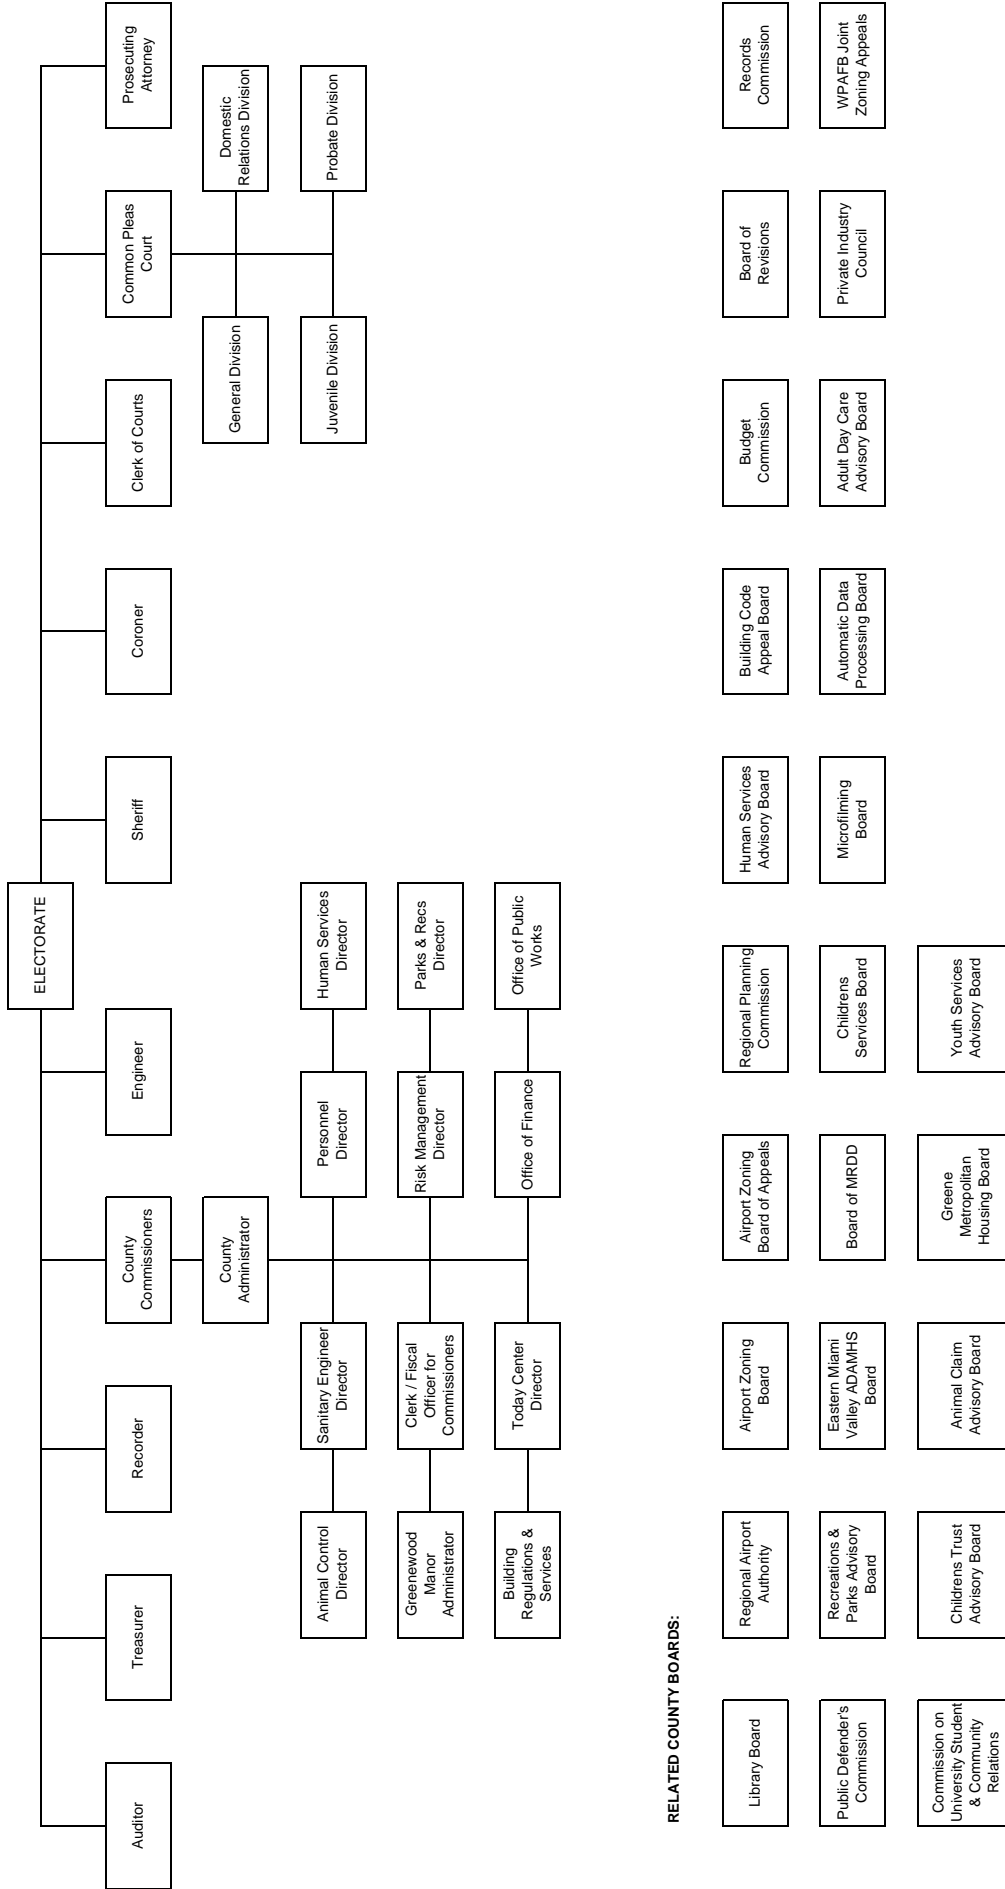 ELECTORATE
Auditor
Treasurer
Recorder
County
Commissioners
Engineer
Sheriff
Coroner
Clerk of Courts
Common Pleas
Court
Prosecuting
Attorney
County
Administrator
General Division
Domestic
Relations Division
Animal Control
Director
Sanitary Engineer
Director
Personnel
Director
Human Services
Director
Juvenile Division
Probate Division
Greenewood
Manor
Administrator
Clerk / Fiscal
Officer for
Commissioners
Risk Management
Director
Parks & Recs
Director
Building
Regulations &
Services
Today Center
Director
Office of Finance
Office of Public
Works
RELATED COUNTY BOARDS:
Library Board
Regional Airport
Authority
Airport Zoning
Board
Airport Zoning
Board of Appeals
Regional Planning
Commission
Human Services
Advisory Board
Building Code
Appeal Board
Budget
Commission
Board of
Revisions
Records
Commission
Public Defender's
Commission
Recreations &
Parks Advisory
Board
Eastern Miami
Valley ADAMHS
Board
Board of MRDD
Childrens
Services Board
Microfilming
Board
Automatic Data
Processing Board
Adult Day Care
Advisory Board
Private Industry
Council
WPAFB Joint
Zoning Appeals
Commission on
University Student
& Community
Relations
Childrens Trust
Advisory Board
Animal Claim
Advisory Board
Greene
Metropolitan
Housing Board
Youth Services
Advisory Board